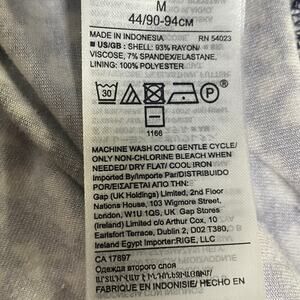 M
44/90-94CM
MADE IN INDONESIA RN 54023
■ US/GB: SHELL: 93% RAYON/
VISCOSE, 7% SPANDEX/ELASTANE,
LINING: 100% POLYESTER
30
P
1166
MACHINE WASH COLD GENTLE CYCLE/
ONLY NON-CHLORINE BLEACH WHEN
NEEDED/ DRY FLAT/ COOL IRON
Imported By/Importado Par/DISTRIBUIDO
POR/ΕΙΣΑΓΕΤΑΙ ΑΠΟ ΤΗΝ:
Gap (UK Holdings) Limited, 2nd Floor
Nations House, 103 Wigmore Street,
London, W1U 1QS, UK Gap Stores
(Ireland) Limited c/o Arthur Cox, 10
Earlsfort Terrace, Dublin 2, D02 T380,
Ireland Egypt Importer:RIGE, LLC
CA 17897
Одежда второго слоя
FABRIQUE EN INDONESIE/ HECHO EN